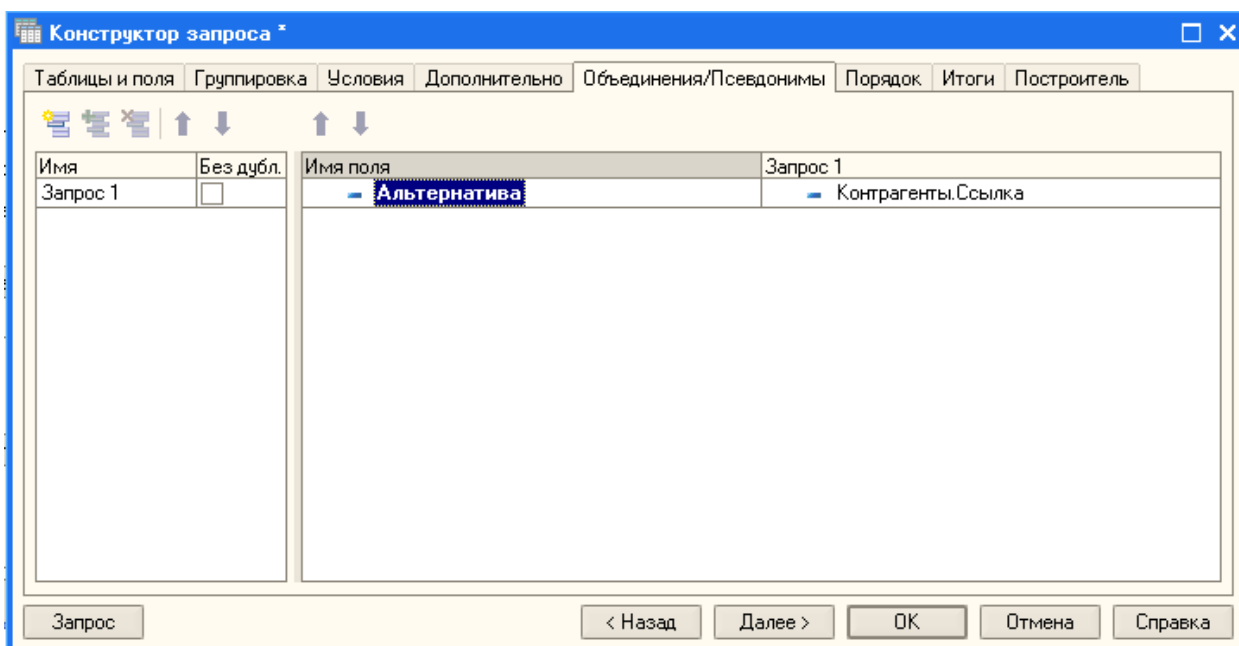 Конструктор запроса *
Таблицы и поля Группировка Условия Дополнительно Объединения/Псевдонимы Порядок Итоги Построитель
Имя Без дубл. Имя поля Запрос 1
Запрос 1 Альтернатива Контрагенты.Ссылка
Запрос < Назад Далее > ОК Отмена Справка